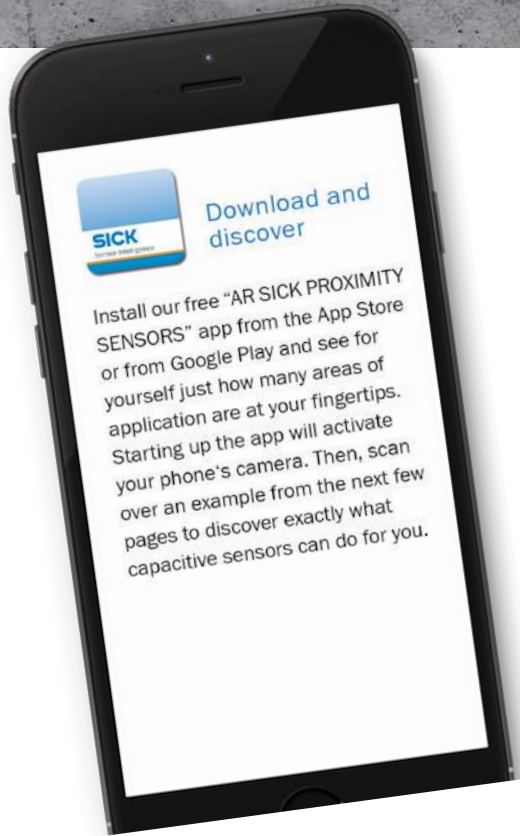 SICK
Sensor Intelligence.
Download and
discover
Install our free “AR SICK PROXIMITY
SENSORS” app from the App Store
or from Google Play and see for
yourself just how many areas of
application are at your fingertips.
Starting up the app will activate
your phone‘s camera. Then, scan
over an example from the next few
pages to discover exactly what
capacitive sensors can do for you.